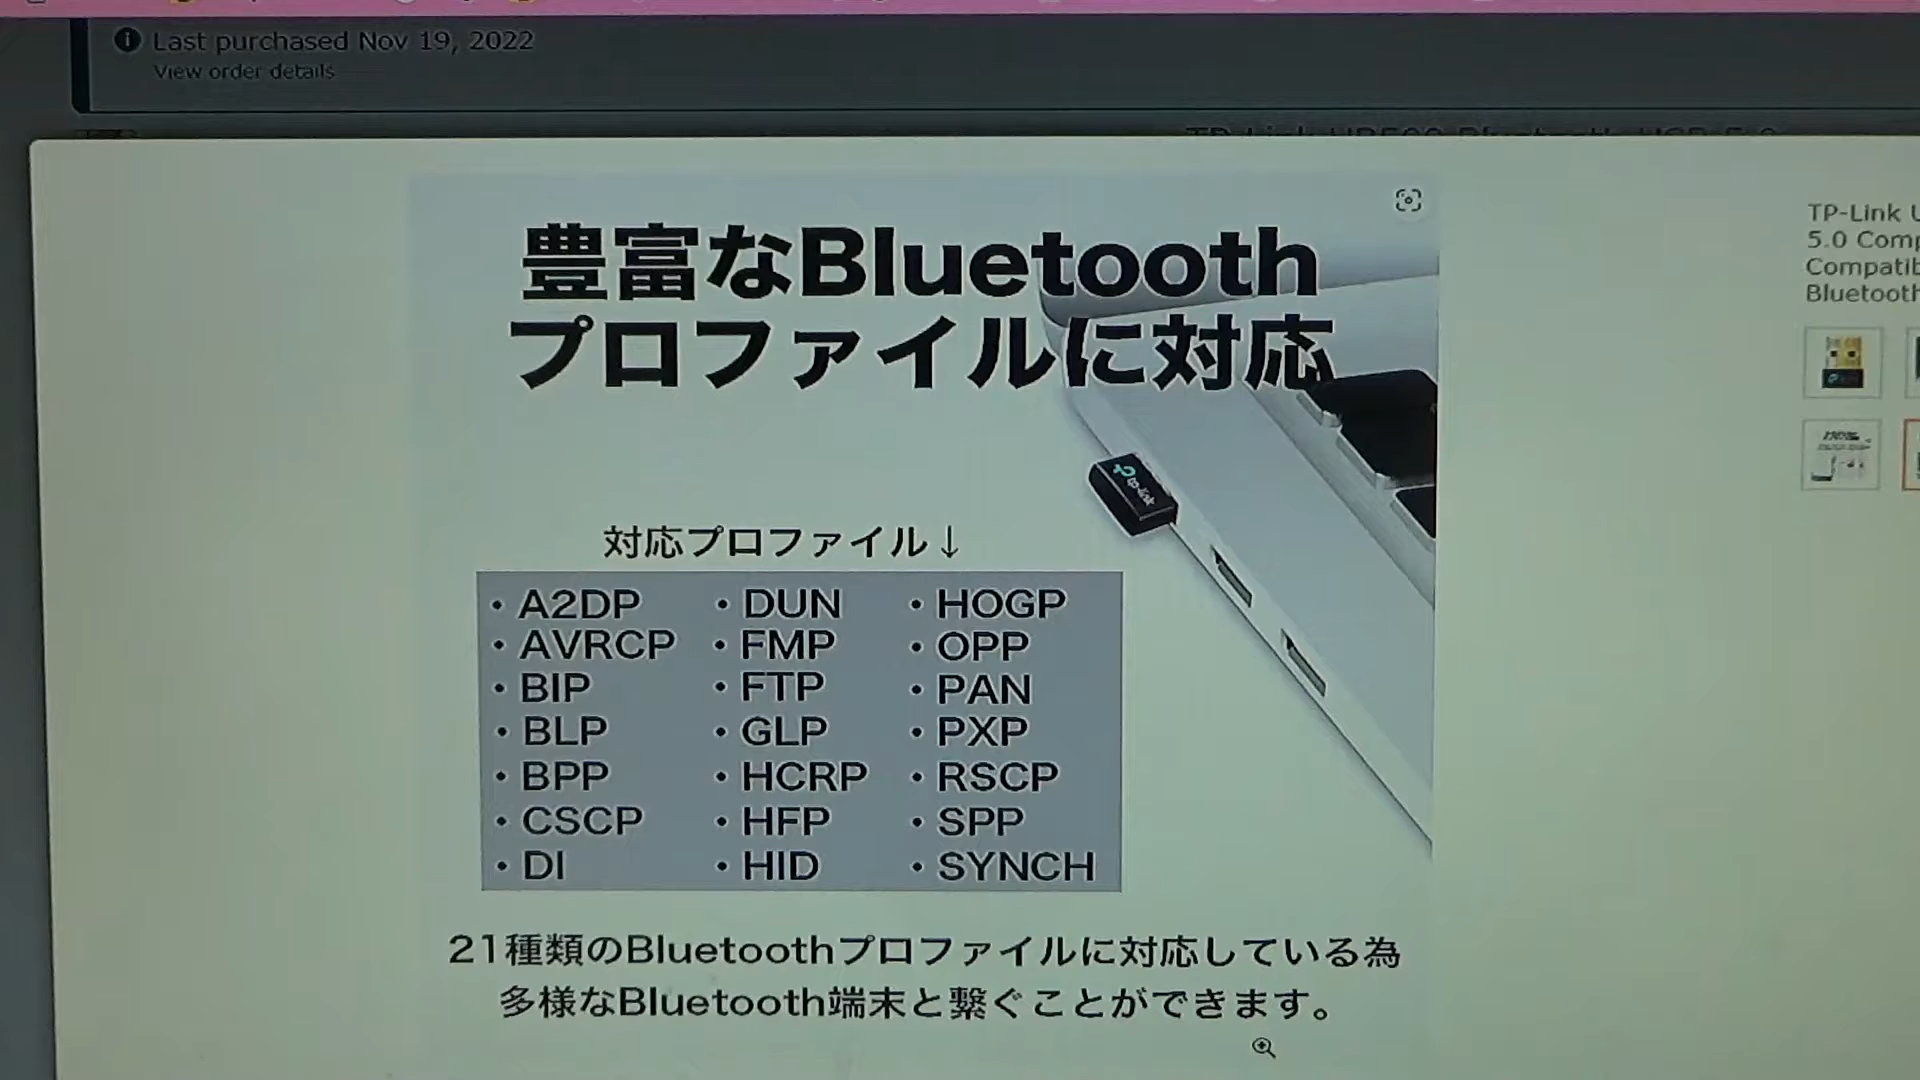 Last purchased Nov 19, 2022
View order details
豊富なBluetooth
プロファイルに対応
tp-link
対応プロファイル↓
・A2DP ・DUN ・HOGP
・AVRCP ・FMP ・OPP
・BIP ・FTP ・PAN
・BLP ・GLP ・PXP
・BPP ・HCRP ・RSCP
・CSCP ・HFP ・SPP
・DI ・HID ・SYNCH
21種類のBluetoothプロファイルに対応している為
多様なBluetooth端末と繋ぐことができます。
TP-Link U
5.0 Comp
Compatib
Bluetooth